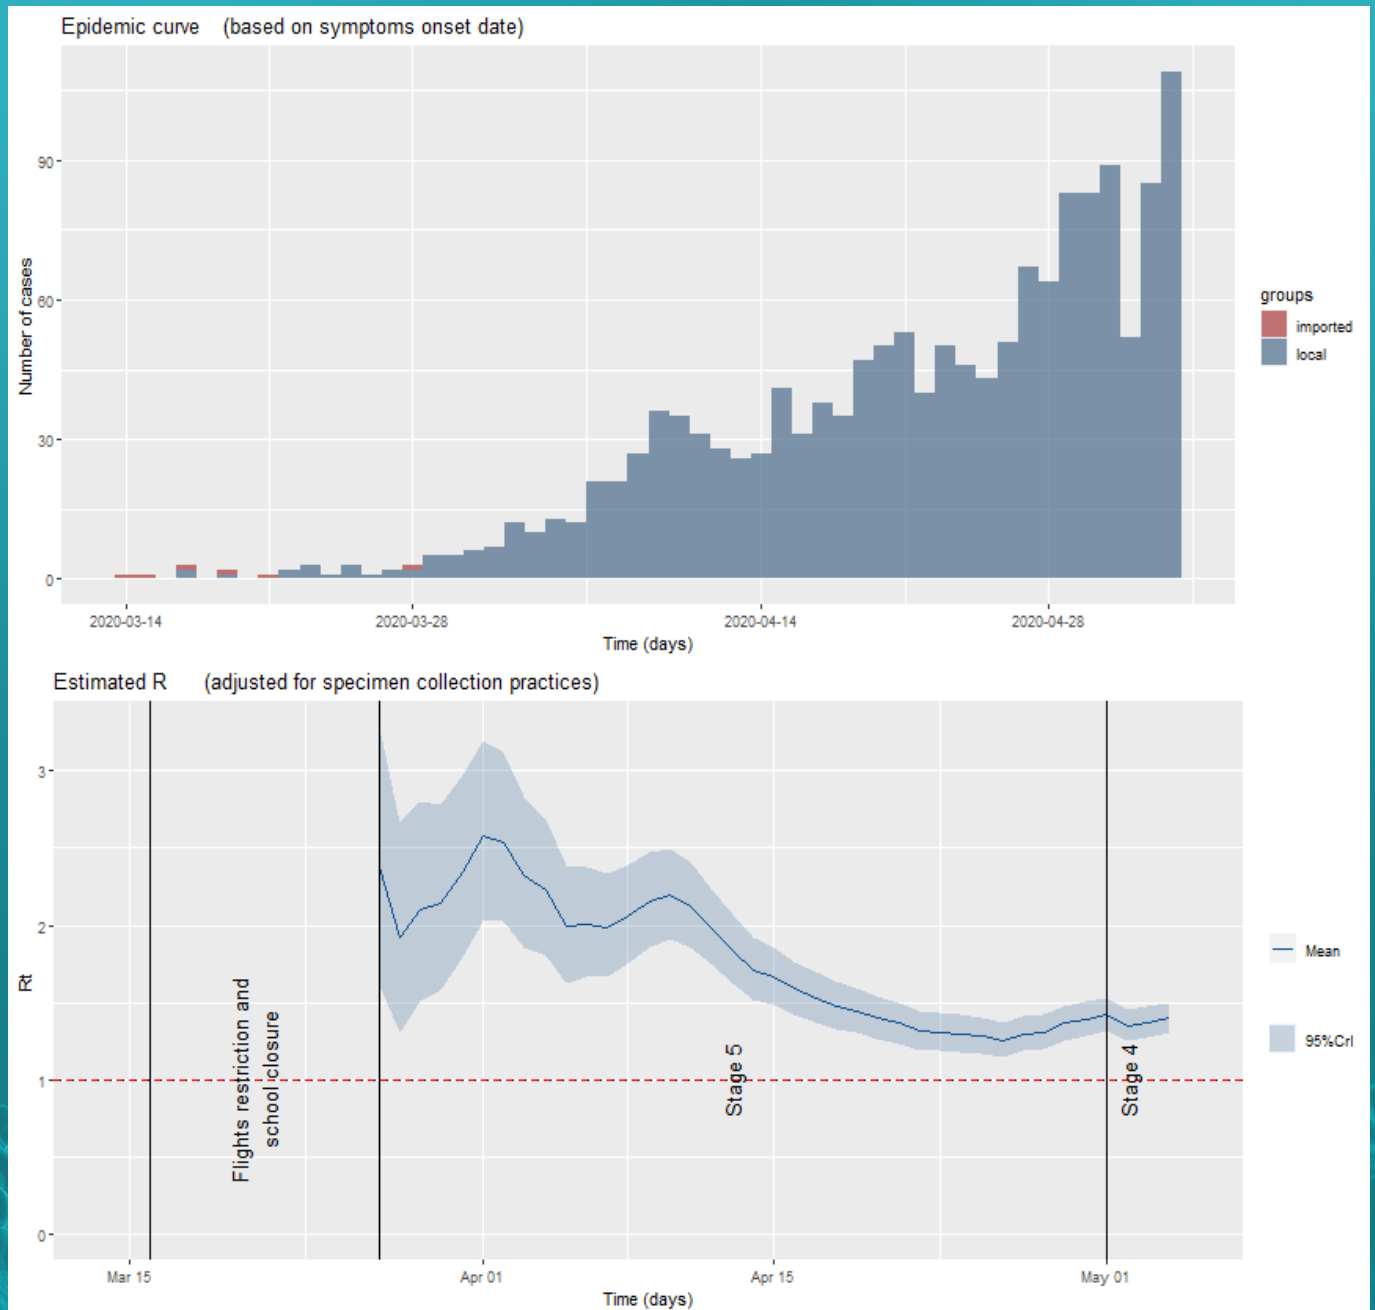 Epidemic curve (based on symptoms onset date)
Number of cases
90
60
30
0
2020-03-14
2020-03-28
2020-04-14
2020-04-28
Time (days)
groups
imported
local
Estimated R (adjusted for specimen collection practices)
Rt
3
2
1
0
Flights restriction and
school closure
Stage 5
Stage 4
Mar 15
Apr 01
Apr 15
May 01
Time (days)
Mean
95%CrI